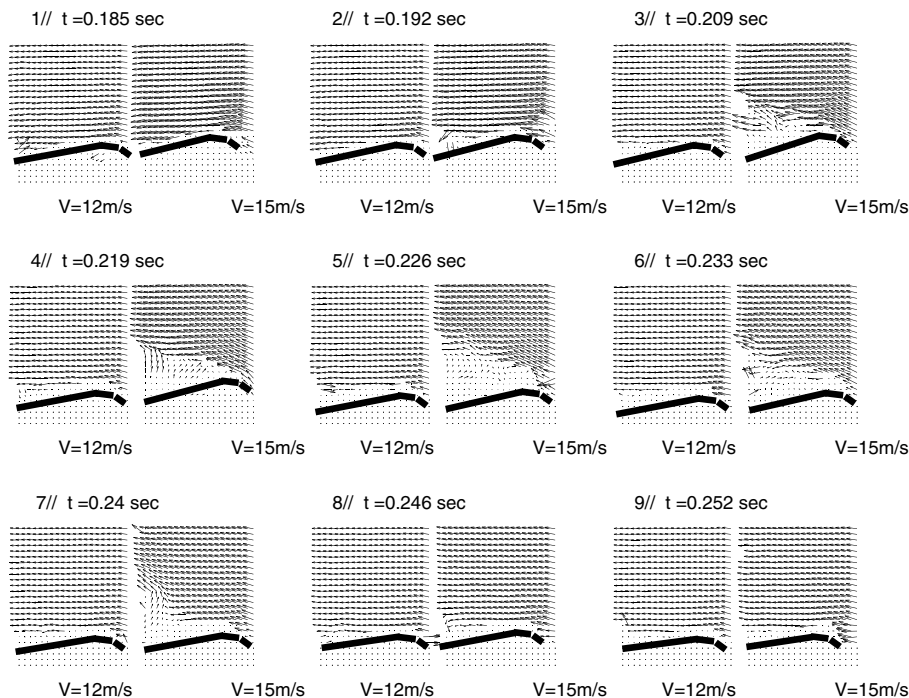 1// t =0.185 sec
2// t =0.192 sec
3// t =0.209 sec
V=12m/s
V=15m/s
V=12m/s
V=15m/s
V=12m/s
V=15m/s
4// t =0.219 sec
5// t =0.226 sec
6// t =0.233 sec
V=12m/s
V=15m/s
V=12m/s
V=15m/s
V=12m/s
V=15m/s
7// t =0.24 sec
8// t =0.246 sec
9// t =0.252 sec
V=12m/s
V=15m/s
V=12m/s
V=15m/s
V=12m/s
V=15m/s